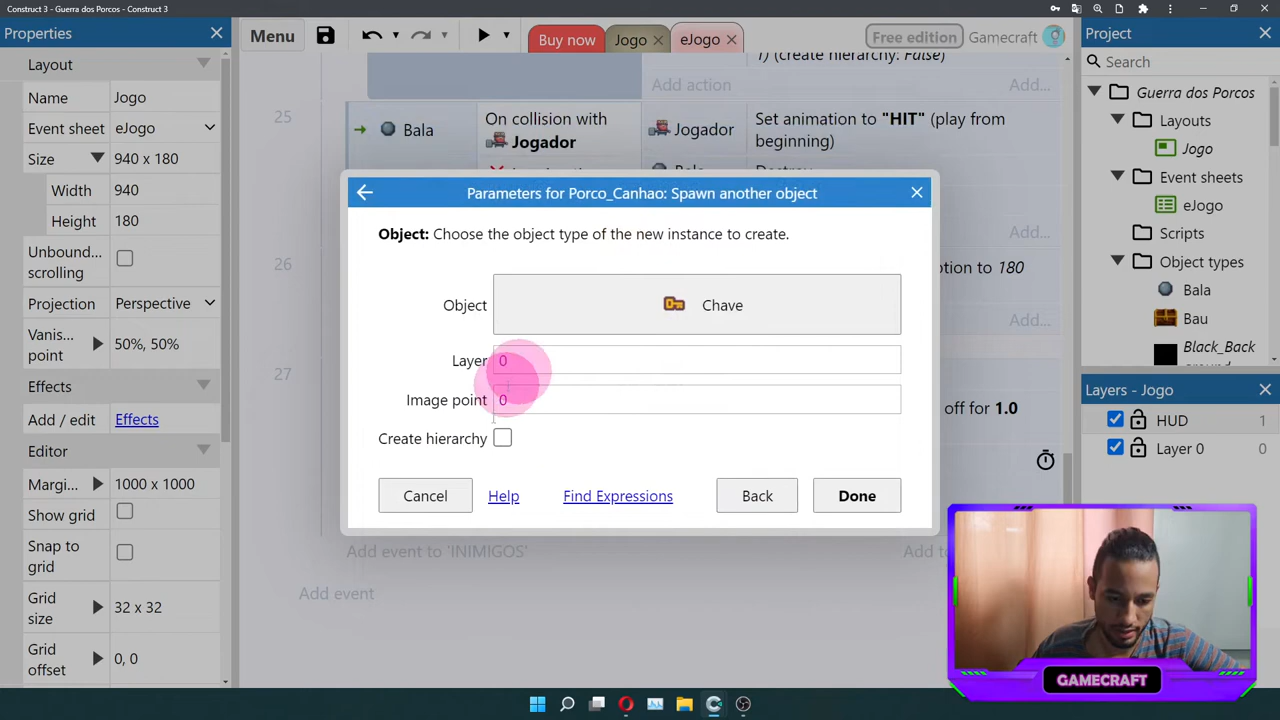 Construct 3 - Guerra dos Porcos
Properties
Menu
Buy now
Jogo
eJogo
Free edition
Gamecraft
Project
Layout
Name
Jogo
Event sheet
eJogo
Size
940 x 180
Width
940
Height
180
Unbound...
scrolling
Projection
Perspective
Vanis...
point
50%, 50%
Effects
Add / edit
Effects
Editor
Margi...
1000 x 1000
Show grid
Snap to
grid
Grid
size
32 x 32
Grid
offset
0, 0
1) (create hierarchy: False)
Add action
Add...
25
Bala
On collision with
Jogador
Jogador
Set animation to "HIT" (play from
beginning)
Destroy
Add...
26
Add...
27
off for 1.0
Parameters for Porco_Canhao: Spawn another object
Object: Choose the object type of the new instance to create.
Object
Chave
Layer
0
Image point
0
Create hierarchy
Cancel
Help
Find Expressions
Back
Done
Add event to 'INIMIGOS'
Add event
Search
Guerra dos Porcos
Layouts
Jogo
Event sheets
eJogo
Scripts
Object types
Bala
Bau
Black_Back
Layers - Jogo
HUD
1
Layer 0
0
GAMECRAFT